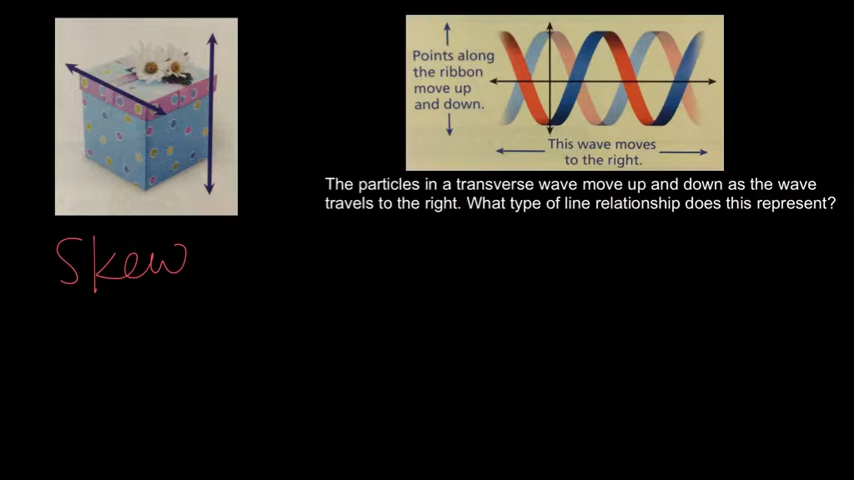 Points along
the ribbon
move up
and down.
This wave moves
to the right.
The particles in a transverse wave move up and down as the wave
travels to the right. What type of line relationship does this represent?
Skew